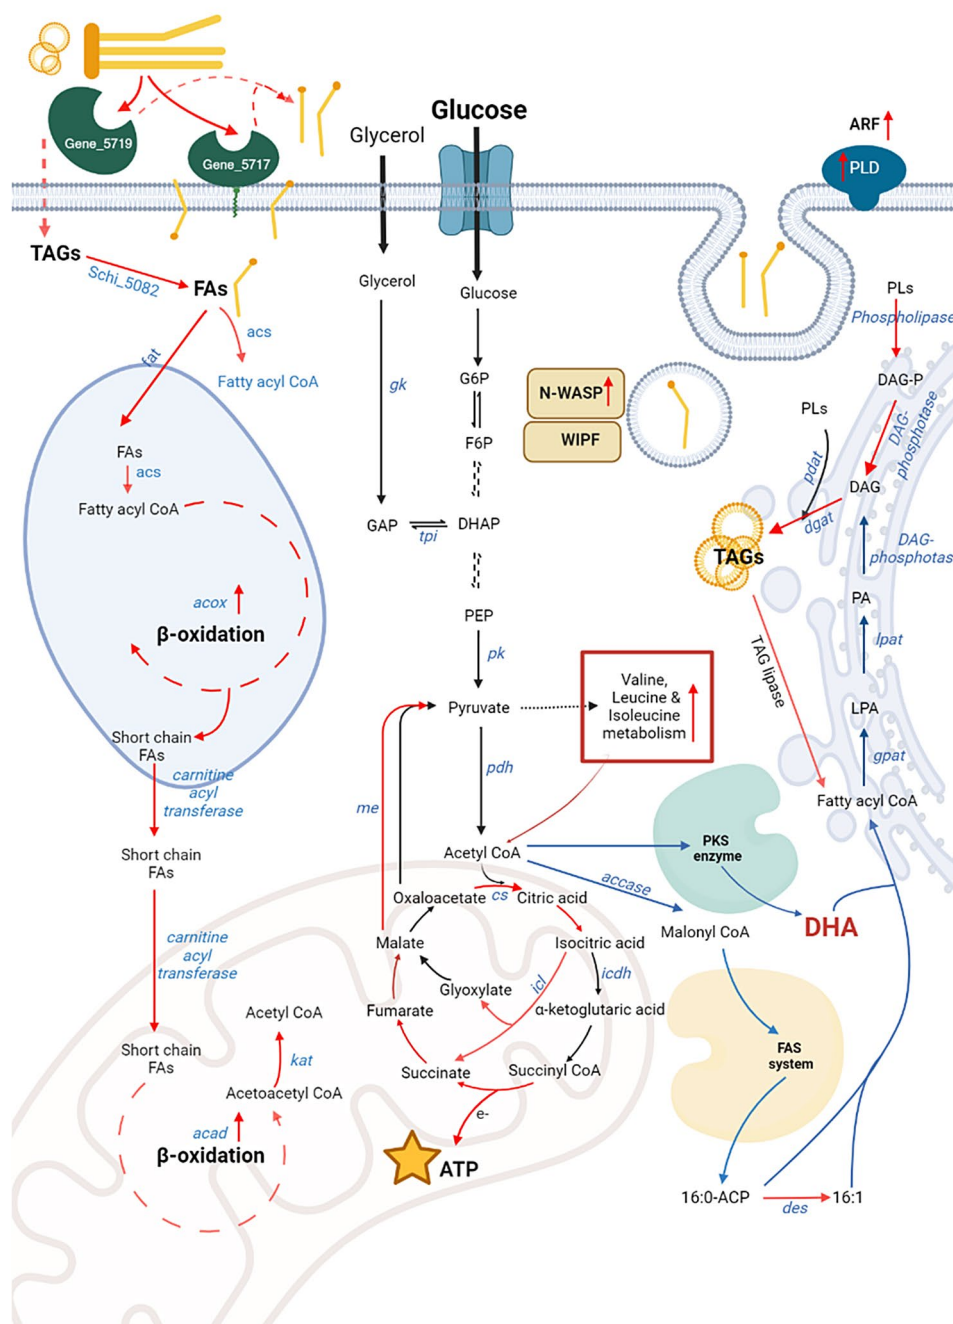 Gene_5719
Gene_5717
TAGs
Schi_5082
FAs
acs
Fatty acyl CoA
fat
FAs
acs
Fatty acyl CoA
acox
β-oxidation
Short chain
FAs
carnitine
acyl
transferase
Short chain
FAs
carnitine
acyl
transferase
Short chain
FAs
Acetyl CoA
kat
Acetoacetyl CoA
acad
β-oxidation
Glycerol
Glucose
Glycerol
Glucose
gk
G6P
F6P
GAP
tpi
DHAP
PEP
pk
Pyruvate
Valine,
Leucine &
Isoleucine
metabolism
pdh
me
Acetyl CoA
Oxaloacetate
cs
Citric acid
Malate
Isocitric acid
Glyoxylate
icl
icdh
Fumarate
α-ketoglutaric acid
Succinate
Succinyl CoA
e-
ATP
N-WASP
WIPF
ARF
PLD
PLs
Phospholipase
DAG-P
DAG-
phosphotase
PLs
pdat
DAG
dgat
TAGs
DAG-
phosphotas
PA
lpat
TAG lipase
LPA
gpat
Fatty acyl CoA
PKS
enzyme
accase
Malonyl CoA
DHA
FAS
system
16:0-ACP
des
16:1